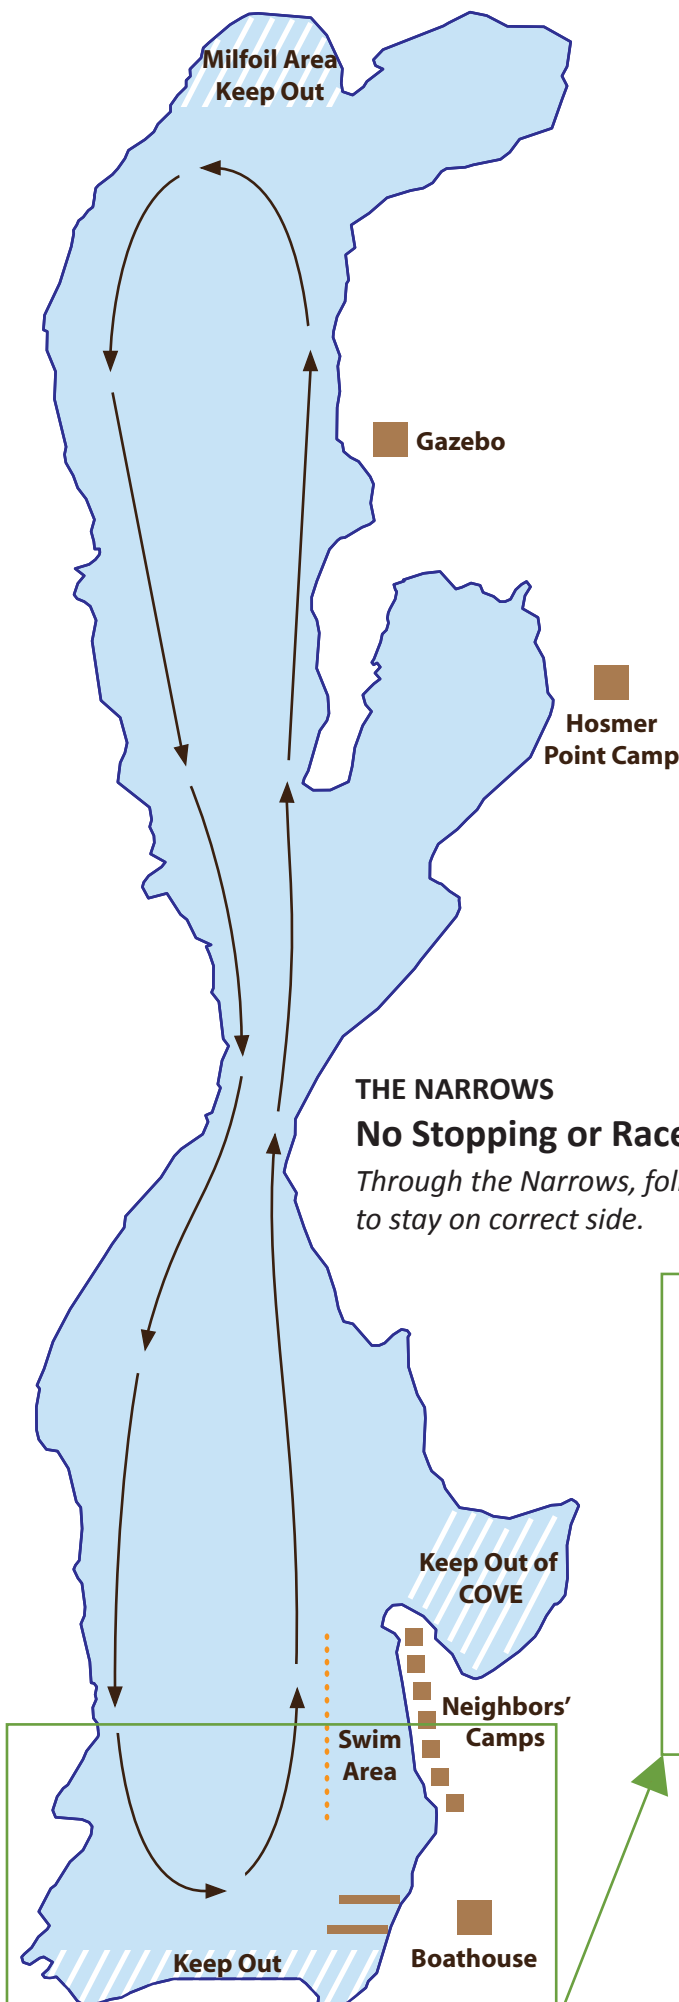 Milfoil Area
Keep Out
Gazebo
Hosmer
Point Camp
THE NARROWS
No Stopping or Race
Through the Narrows, fol
to stay on correct side.
Keep Out of
COVE
Neighbors’
Camps
Swim
Area
Boathouse
Keep Out